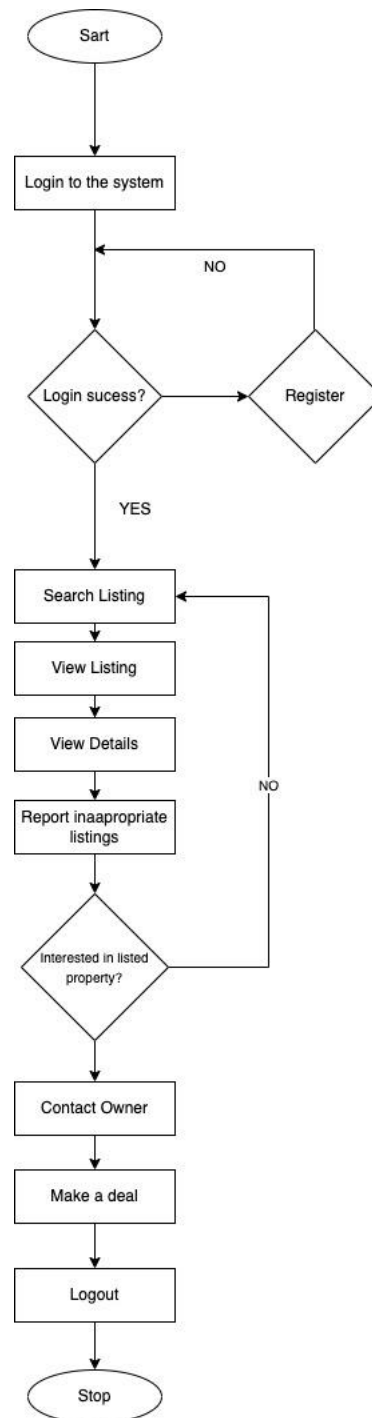 Sart
Login to the system
NO
Login sucess?
Register
YES
Search Listing
View Listing
View Details
Report inaapropriate
listings
NO
Interested in listed
property?
Contact Owner
Make a deal
Logout
Stop